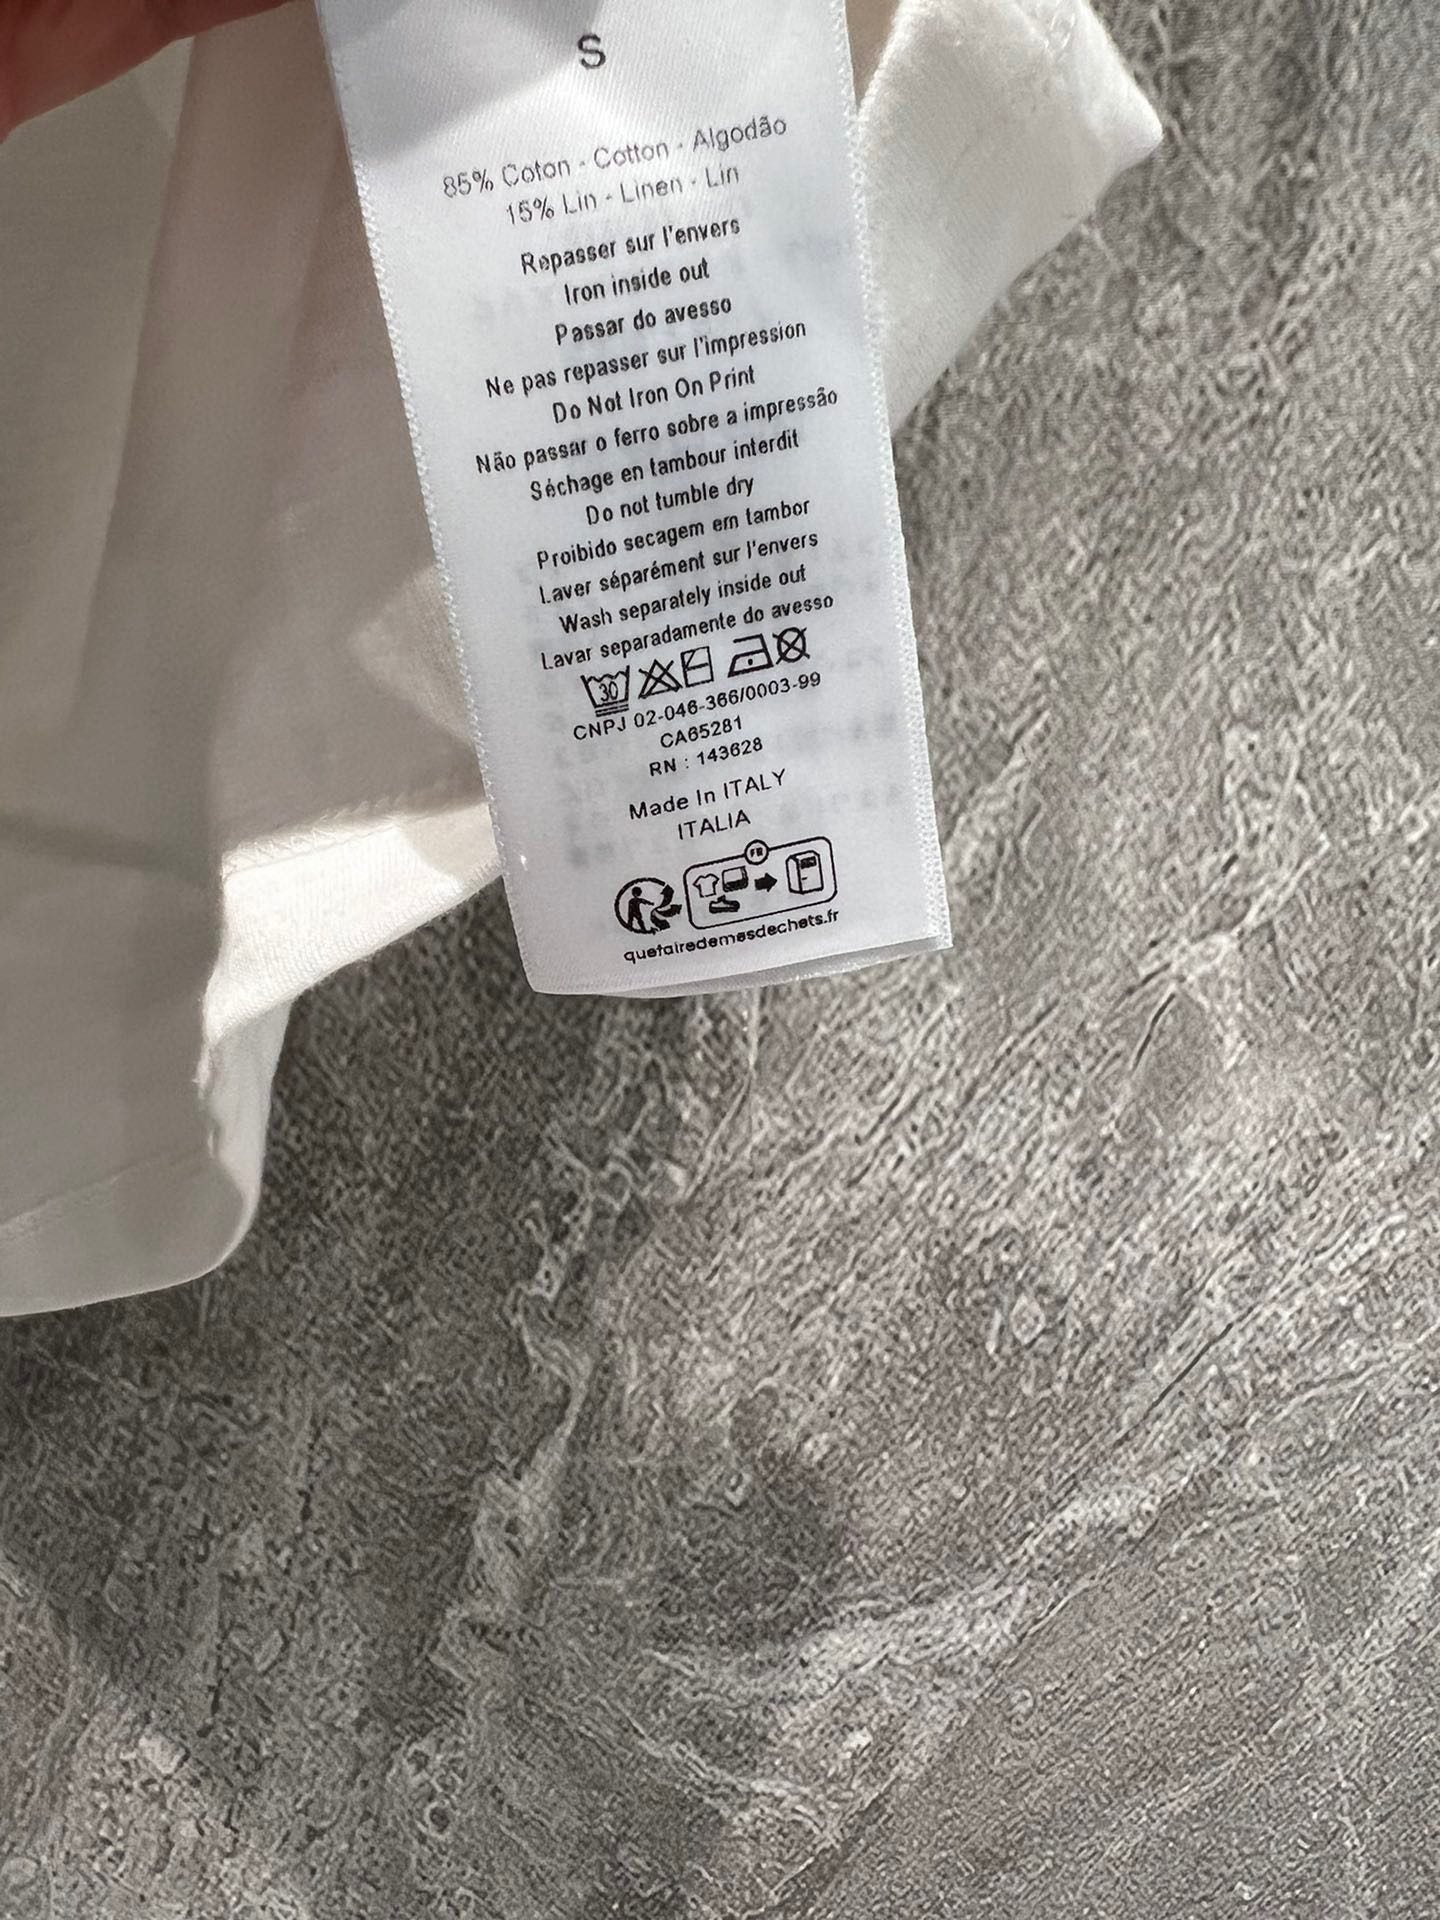 S
85% Coton - Cotton - Algodão
15% Lin - Linen - Lin
Repasser sur l'envers
Iron inside out
Passar do avesso
Ne pas repasser sur l'impression
Do Not Iron On Print
Não passar o ferro sobre a impressão
Séchage en tambour interdit
Do not tumble dry
Proibido secagem em tambor
Laver séparément sur l'envers
Wash separately inside out
Lavar separadamente do avesso
30
CNPJ 02-046-366/0003-99
CA65281
RN : 143628
Made In ITALY
ITALIA
FR
quefairedemesdechets.fr